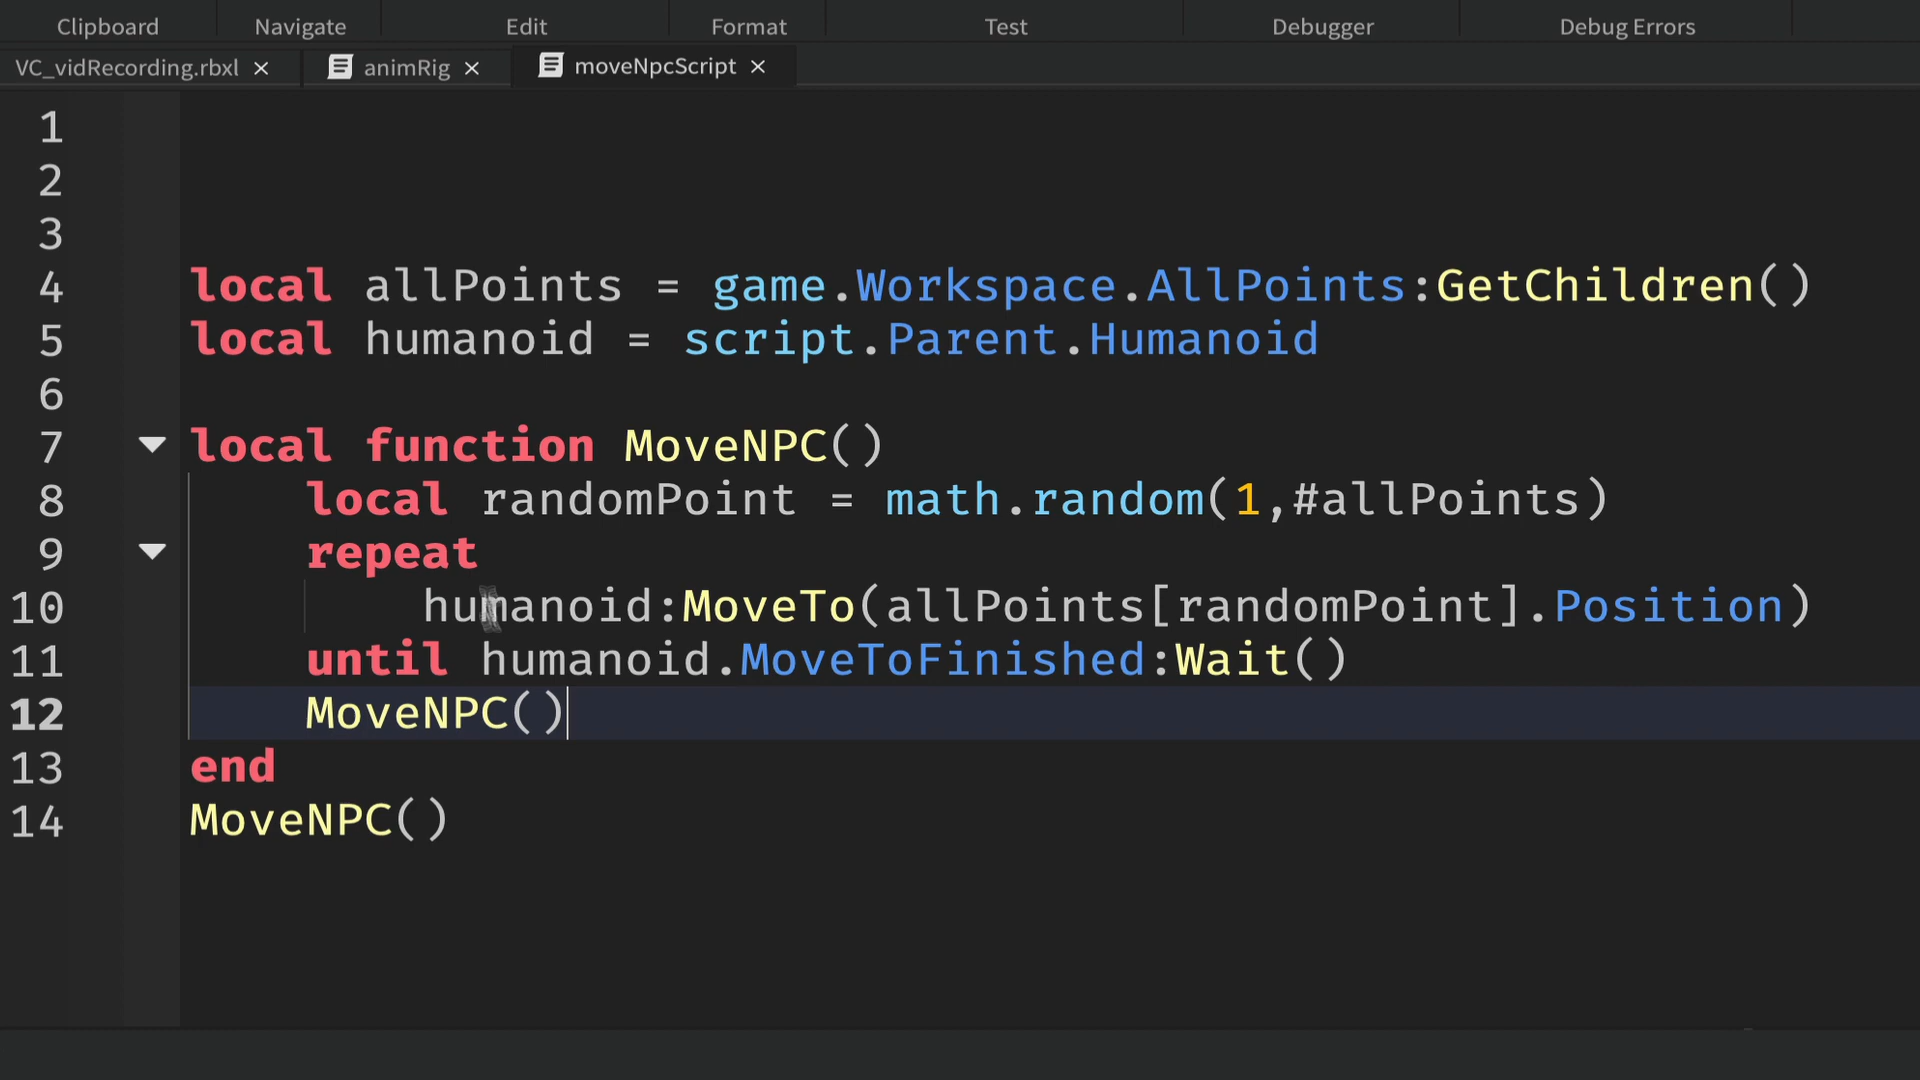 Clipboard Navigate Edit Format Test Debugger Debug Errors
VC_vidRecording.rbxl × animRig × moveNpcScript ×
1
2
3
4 local allPoints = game.Workspace.AllPoints:GetChildren()
5 local humanoid = script.Parent.Humanoid
6
7 local function MoveNPC()
8 local randomPoint = math.random(1,#allPoints)
9 repeat
10 humanoid:MoveTo(allPoints[randomPoint].Position)
11 until humanoid.MoveToFinished:Wait()
12 MoveNPC()
13 end
14 MoveNPC()